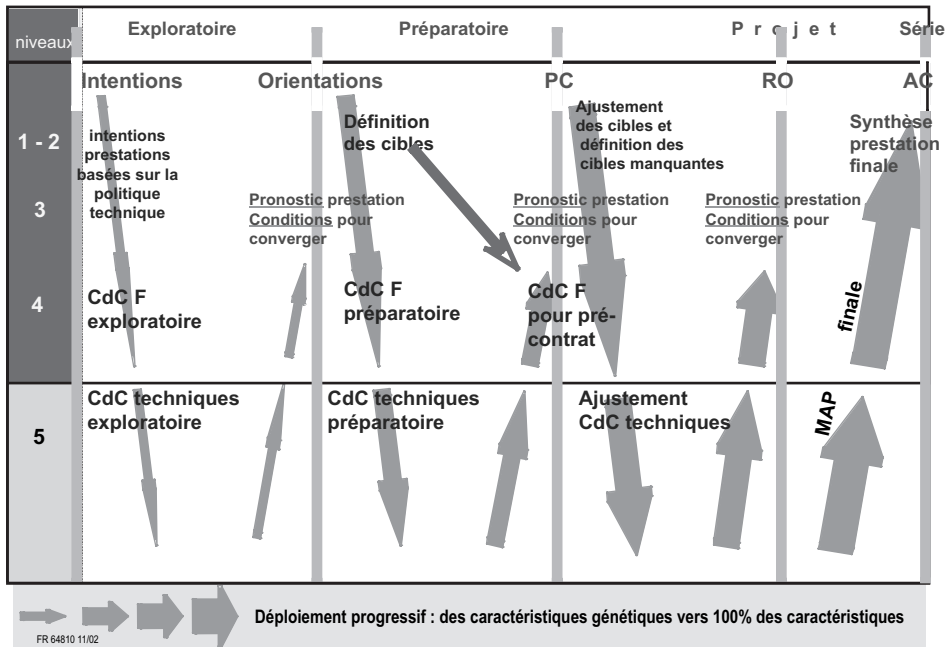 niveaux
Exploratoire
Préparatoire
P r o j e t
Série
Intentions
Orientations
PC
RO
AC
1 - 2
intentions
prestations
basées sur la
politique
technique
Définition
des cibles
Ajustement
des cibles et
définition des
cibles manquantes
Synthèse
prestation
finale
3
Pronostic prestation
Conditions pour
converger
Pronostic prestation
Conditions pour
converger
Pronostic prestation
Conditions pour
converger
4
CdC F
exploratoire
CdC F
préparatoire
CdC F
pour pré-
contrat
finale
5
CdC techniques
exploratoire
CdC techniques
préparatoire
Ajustement
CdC techniques
MAP
Déploiement progressif : des caractéristiques génétiques vers 100% des caractéristiques
FR 64810 11/02